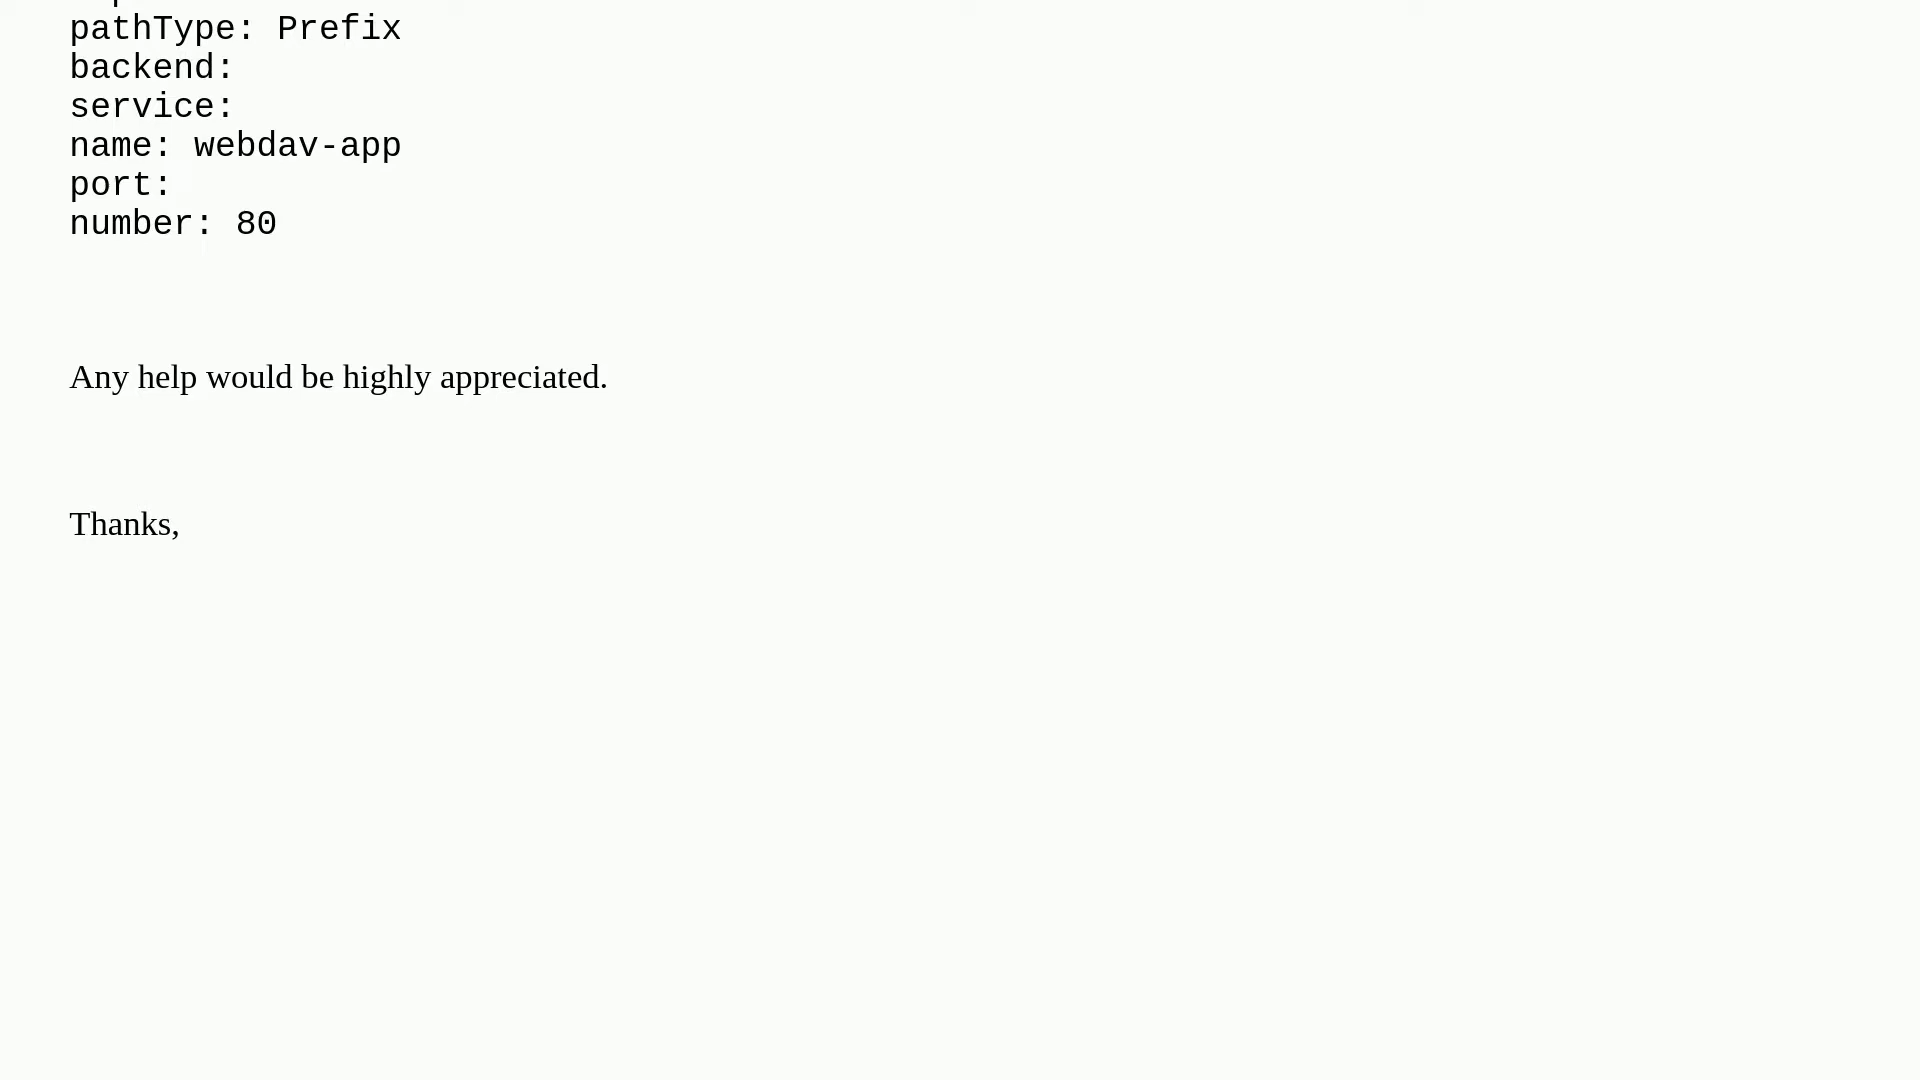 pathType: Prefix
backend:
service:
name: webdav-app
port:
number: 80
Any help would be highly appreciated.
Thanks,